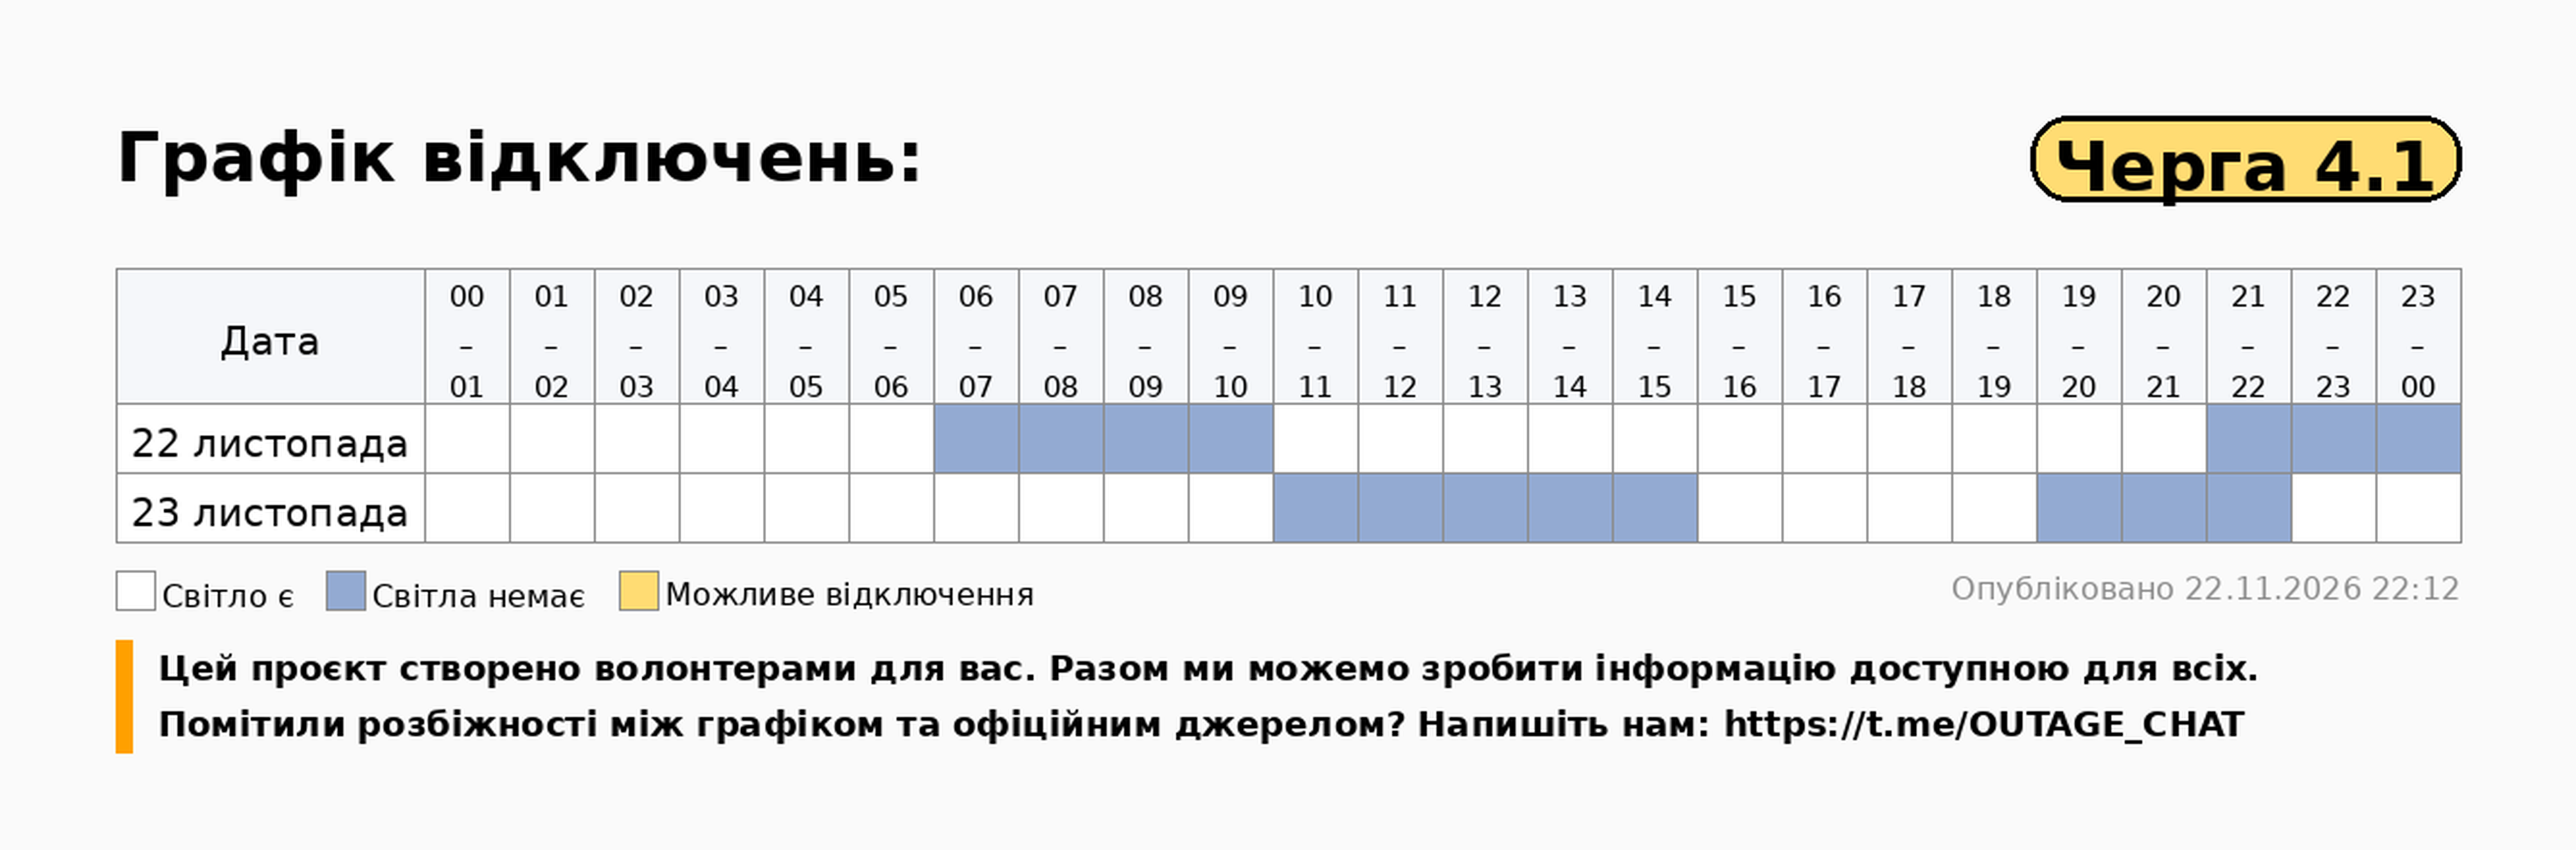 Графік відключень:
Черга 4.1
Дата 00 – 01 01 – 02 02 – 03 03 – 04 04 – 05 05 – 06 06 – 07 07 – 08 08 – 09 09 – 10 10 – 11 11 – 12 12 – 13 13 – 14 14 – 15 15 – 16 16 – 17 17 – 18 18 – 19 19 – 20 20 – 21 21 – 22 22 – 23 23 – 00
22 листопада
23 листопада
Світло є Світла немає Можливе відключення
Опубліковано 22.11.2026 22:12
Цей проєкт створено волонтерами для вас. Разом ми можемо зробити інформацію доступною для всіх.
Помітили розбіжності між графіком та офіційним джерелом? Напишіть нам: https://t.me/OUTAGE_CHAT